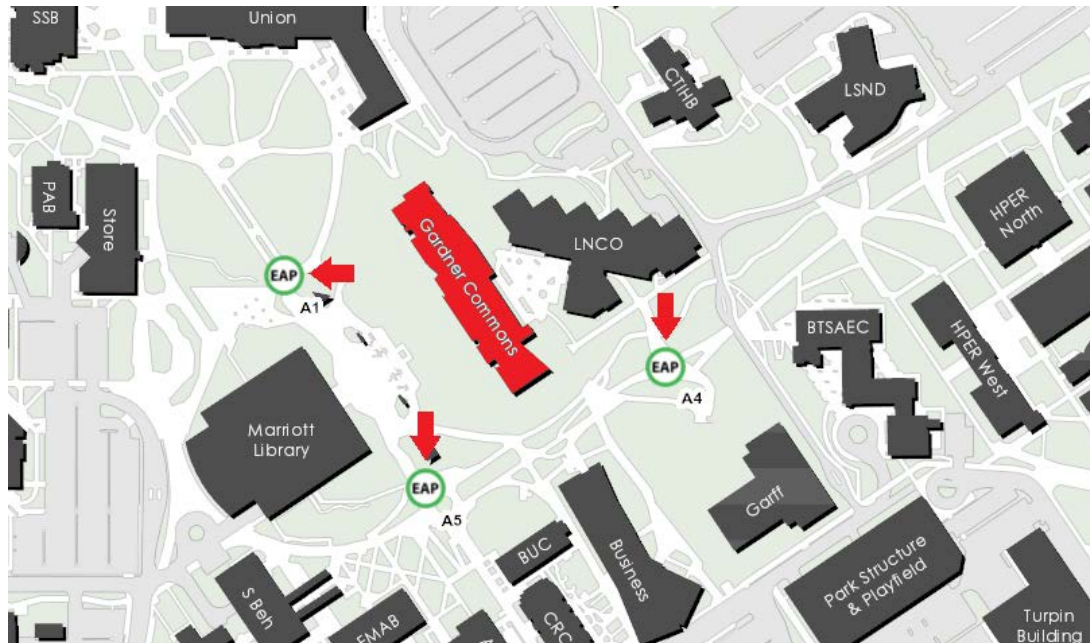 SSB
Union
CTIHB
LSND
PAB
Store
HPER
North
Gardner Commons
LNCO
EAP
A1
BTSAEC
HPER West
EAP
A4
Marriott
Library
EAP
A5
Garff
BUC
Business
S Beh
CRC
Park Structure
& Playfield
Turpin
Building